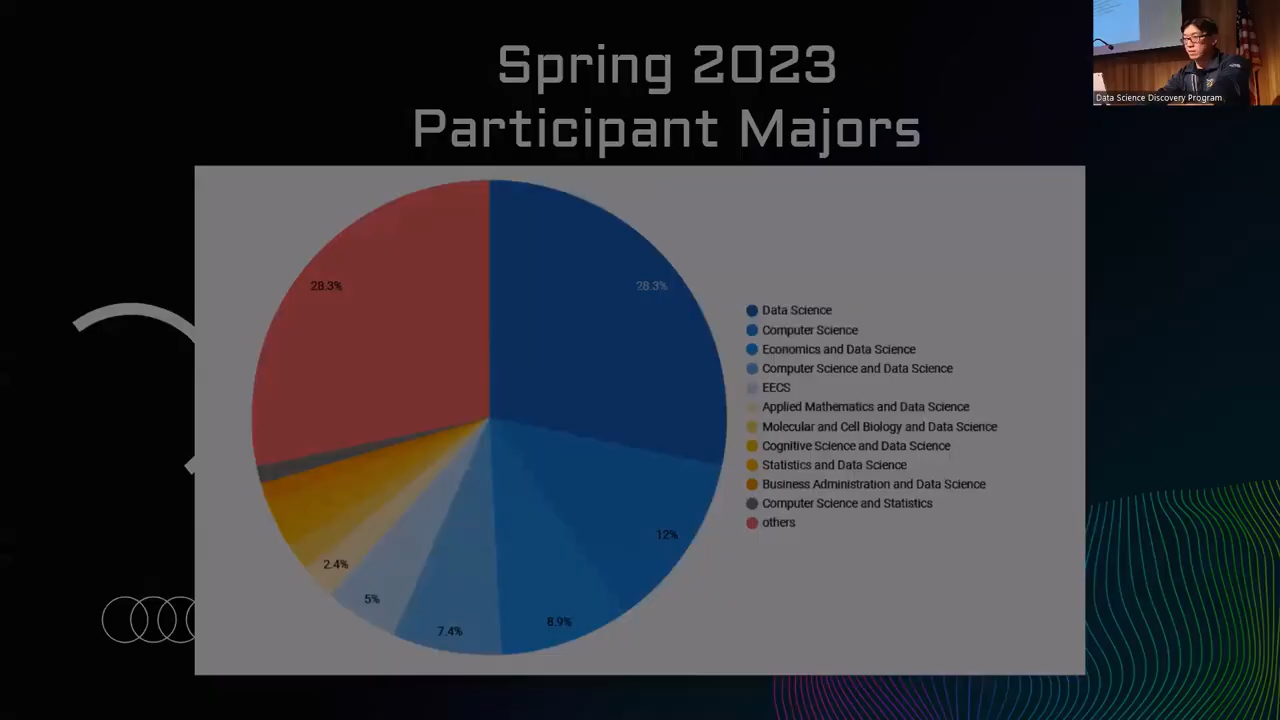 Spring 2023
Participant Majors
Data Science Discovery Program
28.3%
28.3%
12%
8.9%
7.4%
5%
2.4%
Data Science
Computer Science
Economics and Data Science
Computer Science and Data Science
EECS
Applied Mathematics and Data Science
Molecular and Cell Biology and Data Science
Cognitive Science and Data Science
Statistics and Data Science
Business Administration and Data Science
Computer Science and Statistics
others